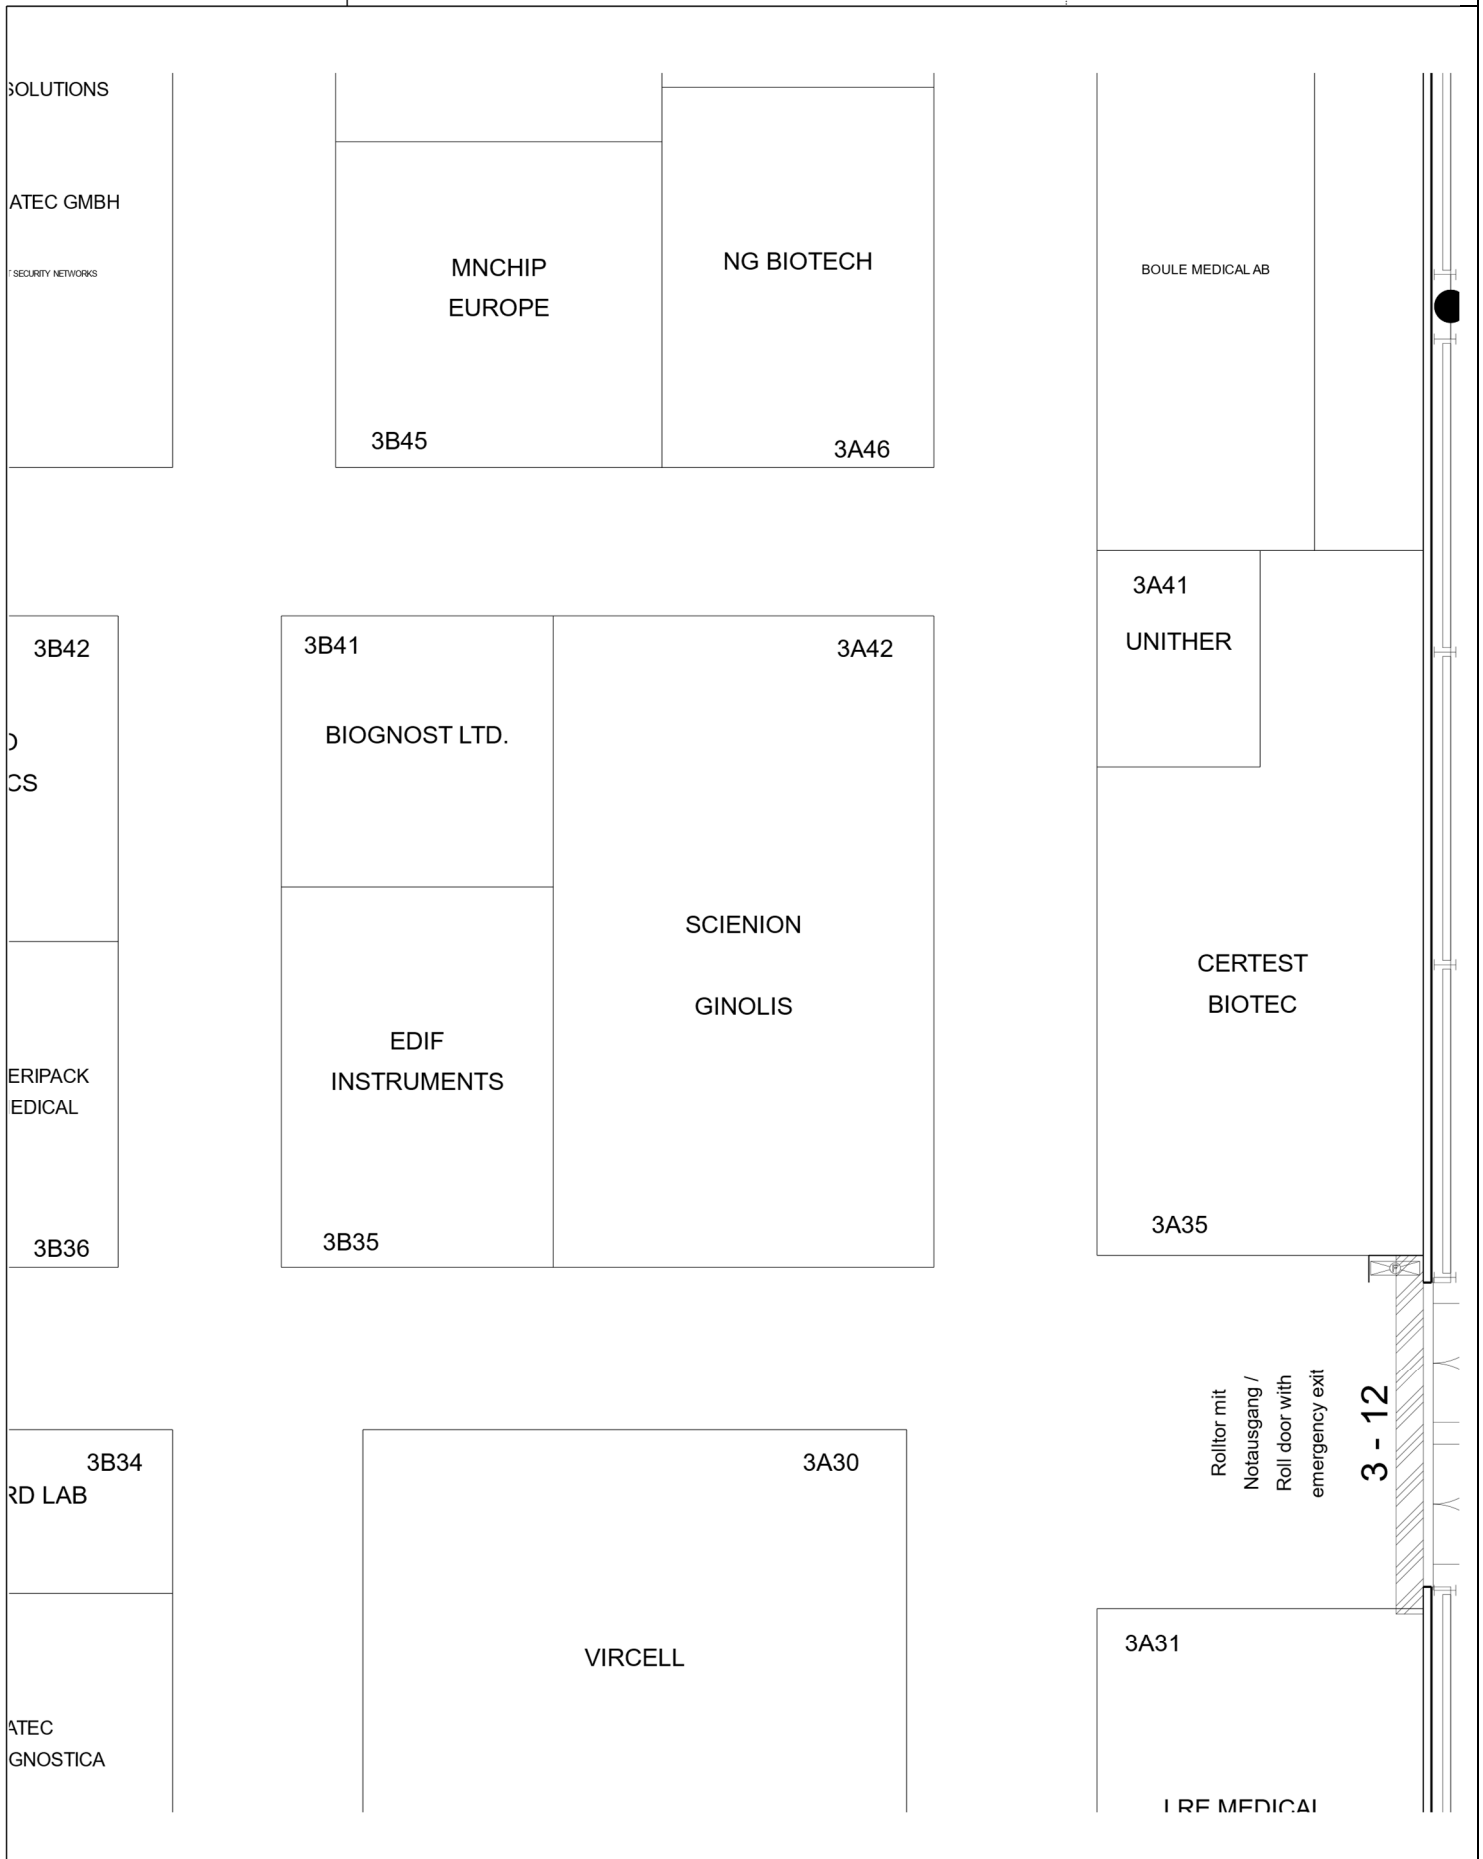 SOLUTIONS
ATEC GMBH
SECURITY NETWORKS
MNCHIP
EUROPE
3B45
NG BIOTECH
3A46
BOULE MEDICAL AB
3B42
CS
ERIPACK
EDICAL
3B36
3B41
BIOGNOST LTD.
EDIF
INSTRUMENTS
3B35
3A42
SCIENION
GINOLIS
3A41
UNITHER
CERTEST
BIOTEC
3A35
Rolltor mit
Notausgang /
Roll door with
emergency exit
3 - 12
3B34
RD LAB
ATEC
GNOSTICA
3A30
VIRCELL
3A31
LRE MEDICAL